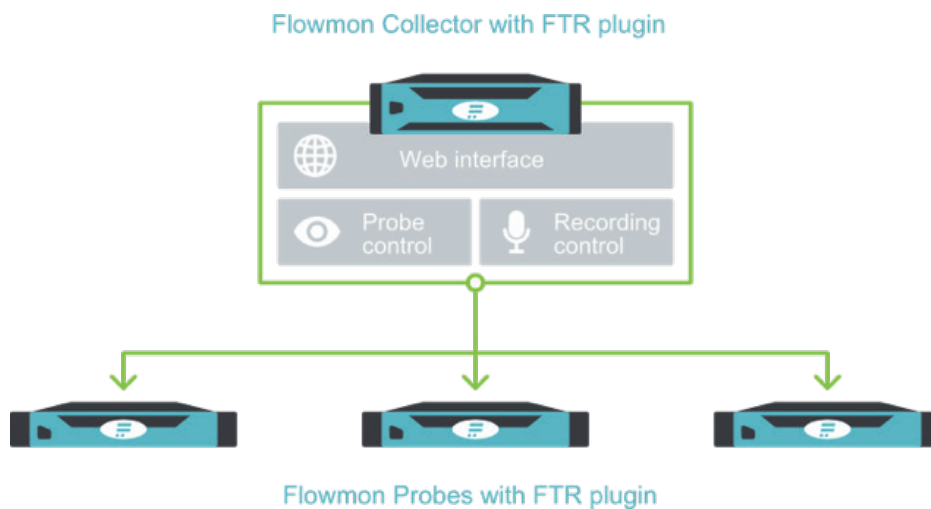 Flowmon Collector with FTR plugin
Web interface
Probe
control
Recording
control
Flowmon Probes with FTR plugin